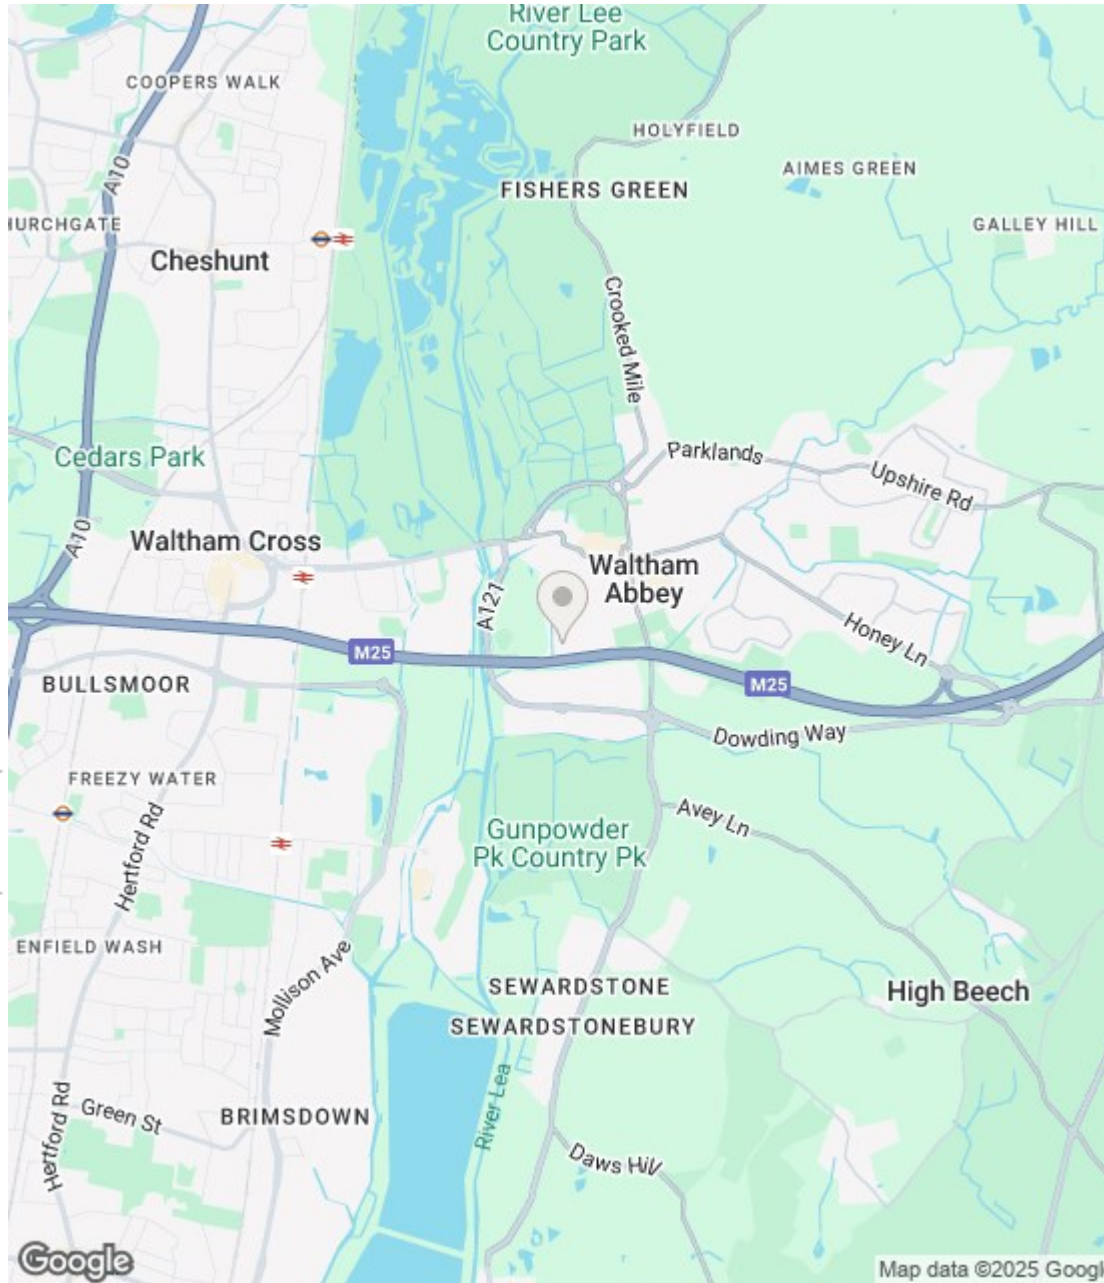 River Lee
Country Park
COOPERS WALK
HOLYFIELD
A10
AIMES GREEN
FISHERS GREEN
HURCHGATE
GALLEY HILL
Cheshunt
Crooked Mile
Cedars Park
Parklands
Upshire Rd
A10
Waltham Cross
Waltham
Abbey
A121
Honey Ln
M25
BULLSMOOR
M25
Dowding Way
FREEZY WATER
Avey Ln
Hertford Rd
Gunpowder
Pk Country Pk
ENFIELD WASH
Mollison Ave
SEWARDSTONE
High Beech
SEWARDSTONEBURY
River Lea
Hertford Rd
Green St
BRIMSDOWN
Daws Hill
Google
Map data ©2025 Google